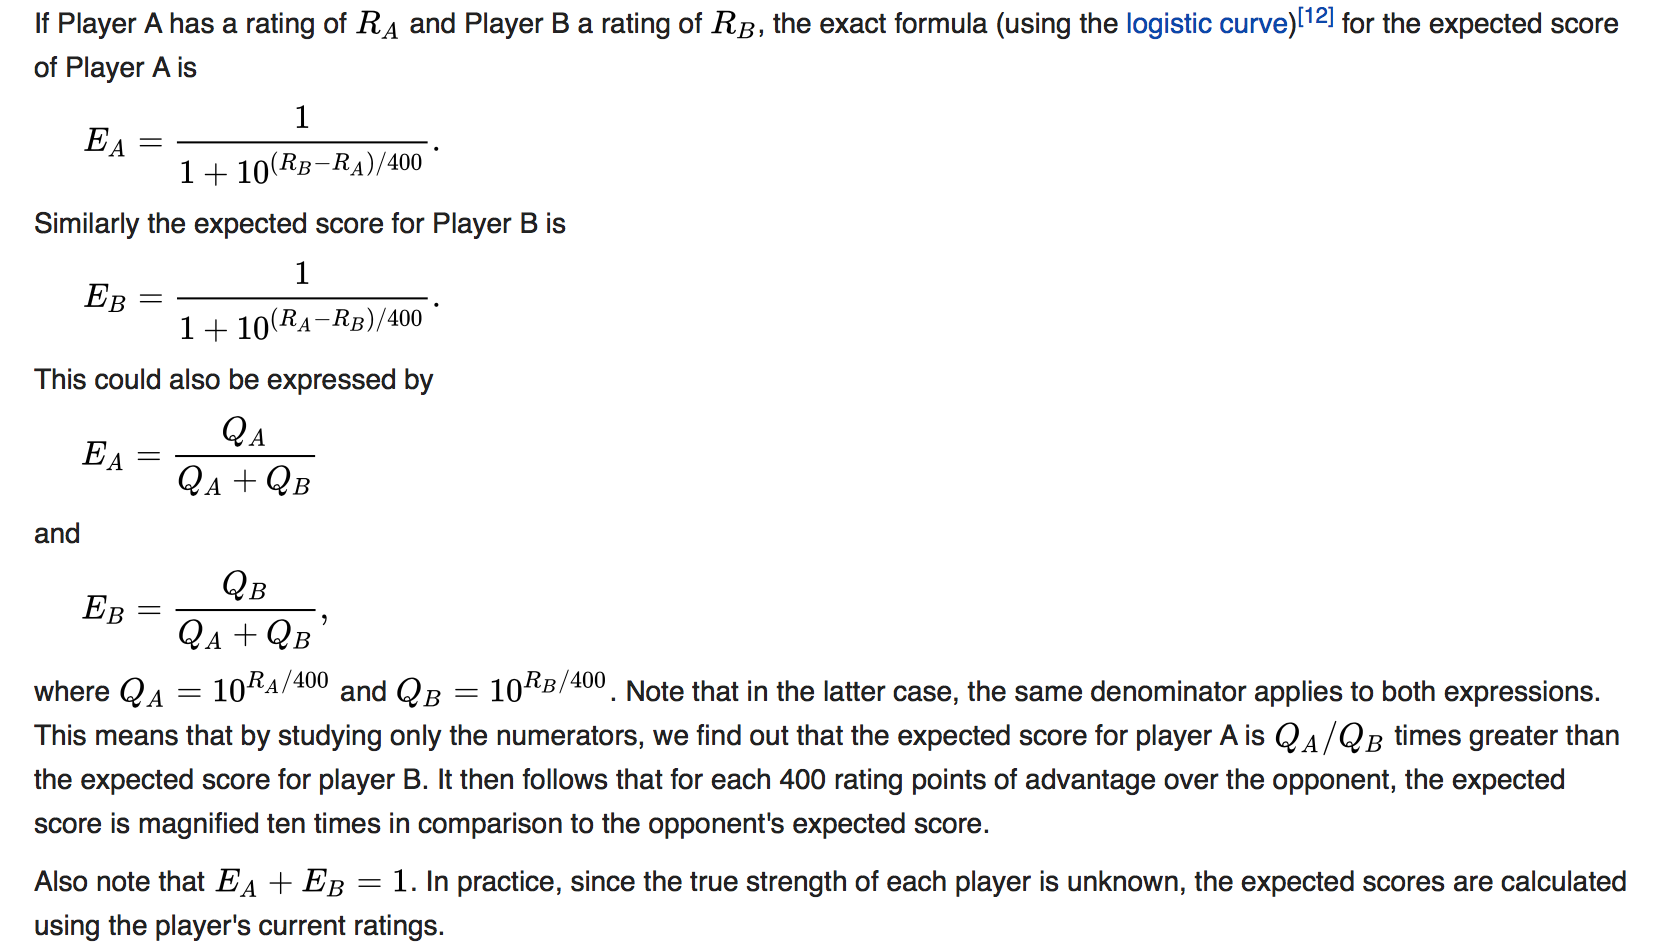 If Player A has a rating of R_A and Player B a rating of R_B, the exact formula (using the logistic curve)[12] for the expected score
of Player A is
E_A = 1 / (1 + 10^{(R_B − R_A)/400}).
Similarly the expected score for Player B is
E_B = 1 / (1 + 10^{(R_A − R_B)/400}).
This could also be expressed by
E_A = Q_A / (Q_A + Q_B)
and
E_B = Q_B / (Q_A + Q_B),
where Q_A = 10^{R_A/400} and Q_B = 10^{R_B/400}. Note that in the latter case, the same denominator applies to both expressions.
This means that by studying only the numerators, we find out that the expected score for player A is Q_A/Q_B times greater than
the expected score for player B. It then follows that for each 400 rating points of advantage over the opponent, the expected
score is magnified ten times in comparison to the opponent's expected score.
Also note that E_A + E_B = 1. In practice, since the true strength of each player is unknown, the expected scores are calculated
using the player's current ratings.